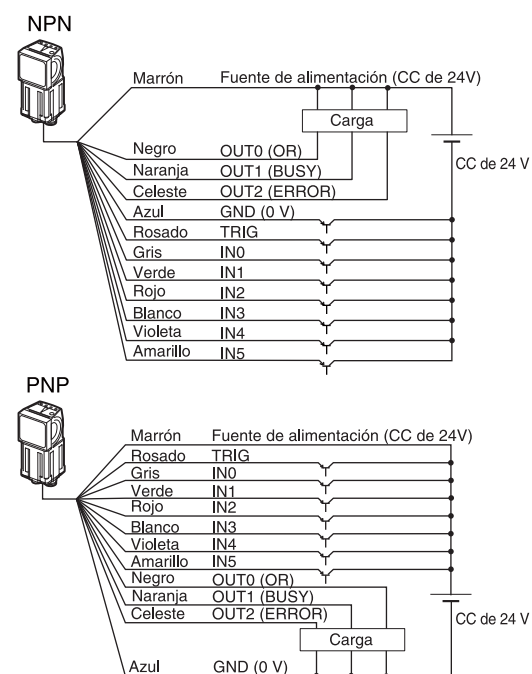 NPN
Marrón Fuente de alimentación (CC de 24V)
Carga
CC de 24 V
Negro OUT0 (OR)
Naranja OUT1 (BUSY)
Celeste OUT2 (ERROR)
Azul GND (0 V)
Rosado TRIG
Gris IN0
Verde IN1
Rojo IN2
Blanco IN3
Violeta IN4
Amarillo IN5
PNP
Marrón Fuente de alimentación (CC de 24V)
Rosado TRIG
Gris IN0
Verde IN1
Rojo IN2
Blanco IN3
Violeta IN4
Amarillo IN5
Negro OUT0 (OR)
Naranja OUT1 (BUSY)
Celeste OUT2 (ERROR)
CC de 24 V
Carga
Azul GND (0 V)